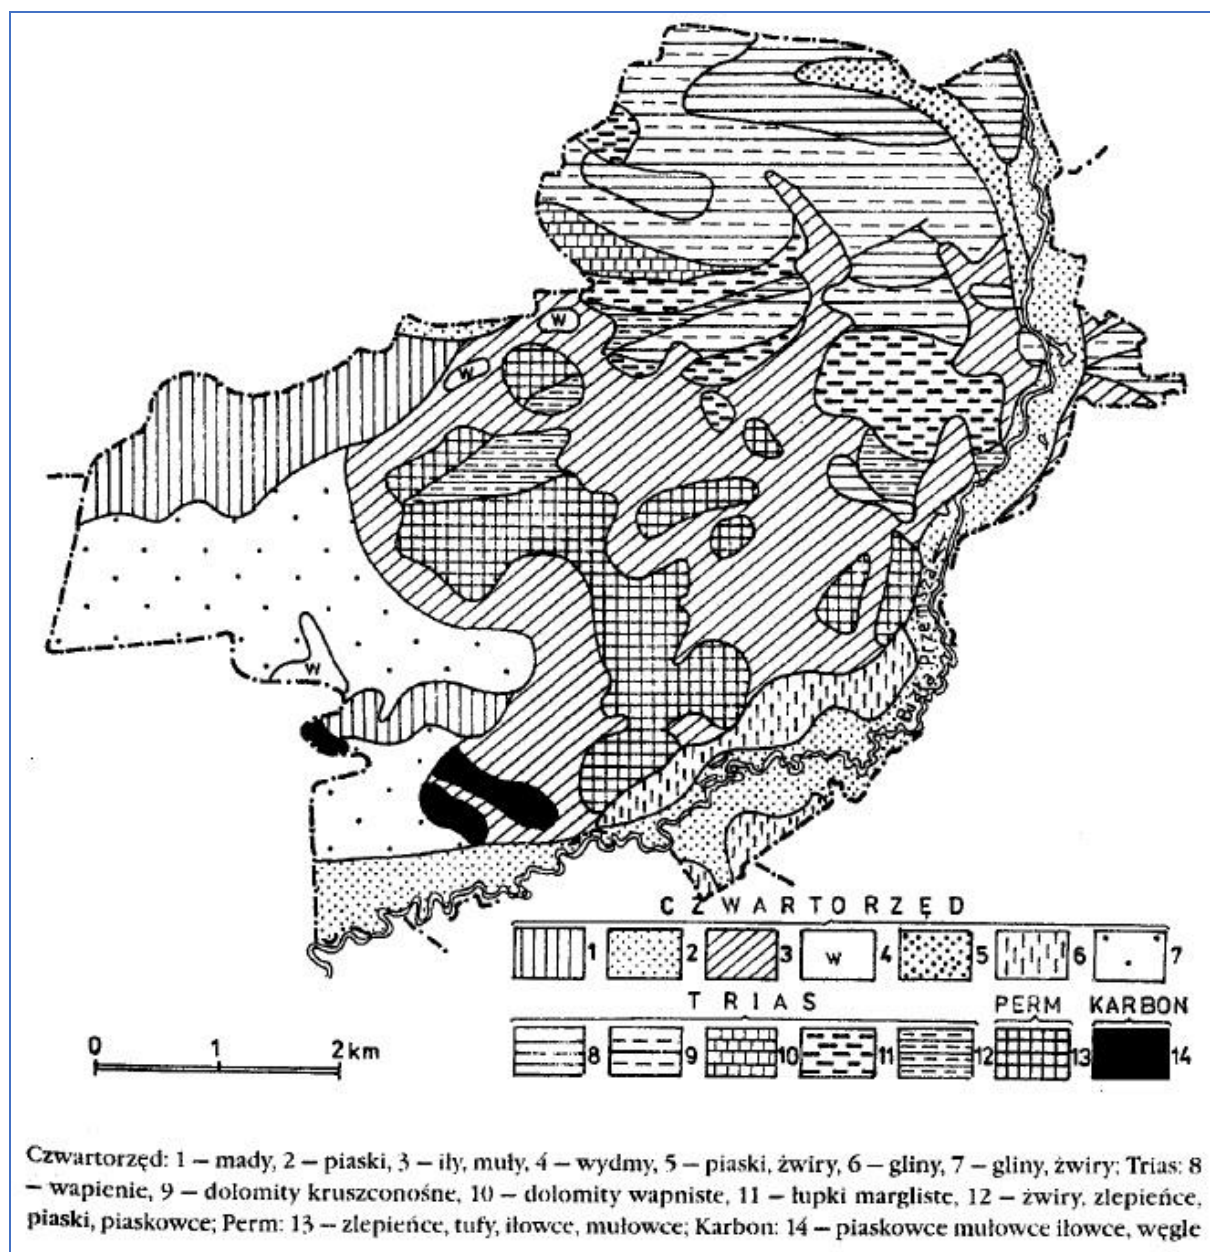 W
W
W
Biała Przemsza
CZWARTORZĘD
1 2 3 w 4 5 6 7
TRIAS PERM KARBON
8 9 10 11 12 13 14
0 1 2 km
Czwartorzęd: 1 – mady, 2 – piaski, 3 – iły, muły, 4 – wydmy, 5 – piaski, żwiry, 6 – gliny, 7 – gliny, żwiry; Trias: 8
– wapienie, 9 – dolomity kruszconośne, 10 – dolomity wapniste, 11 – łupki margliste, 12 – żwiry, zlepieńce,
piaski, piaskowce; Perm: 13 – zlepieńce, tufy, iłowce, mułowce; Karbon: 14 – piaskowce mułowce iłowce, węgle